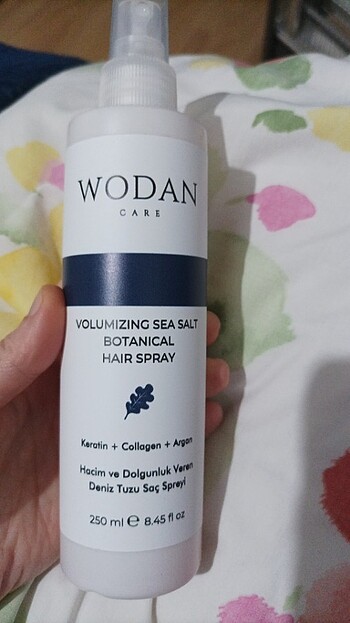 WODAN
CARE
VOLUMIZING SEA SALT
BOTANICAL
HAIR SPRAY
Keratin + Collagen + Argan
Hacim ve Dolgunluk Veren
Deniz Tuzu Saç Spreyi
250 ml ℮ 8.45 fl oz